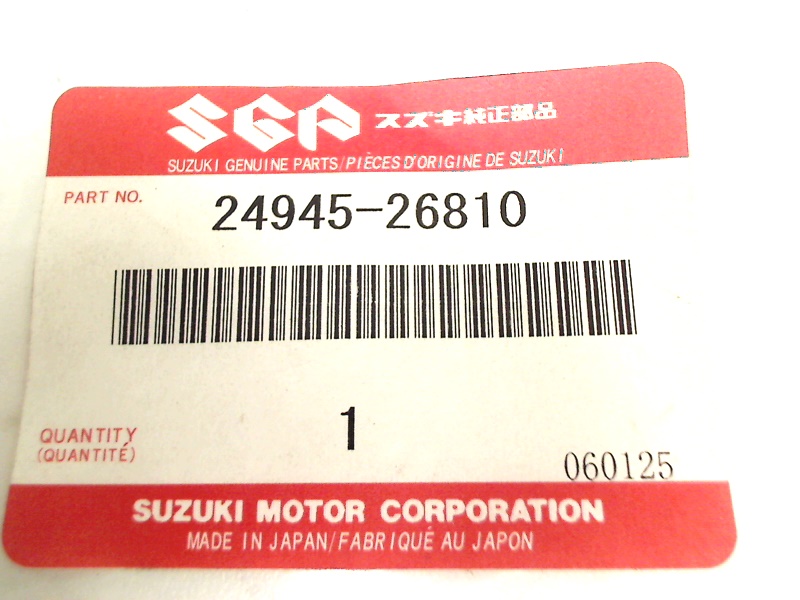 SGP スズキ純正部品
SUZUKI GENUINE PARTS/PIÈCES D'ORIGINE DE SUZUKI
PART NO. 24945-26810
QUANTITY 1
(QUANTITÉ) 060125
SUZUKI MOTOR CORPORATION
MADE IN JAPAN/FABRIQUÉ AU JAPON